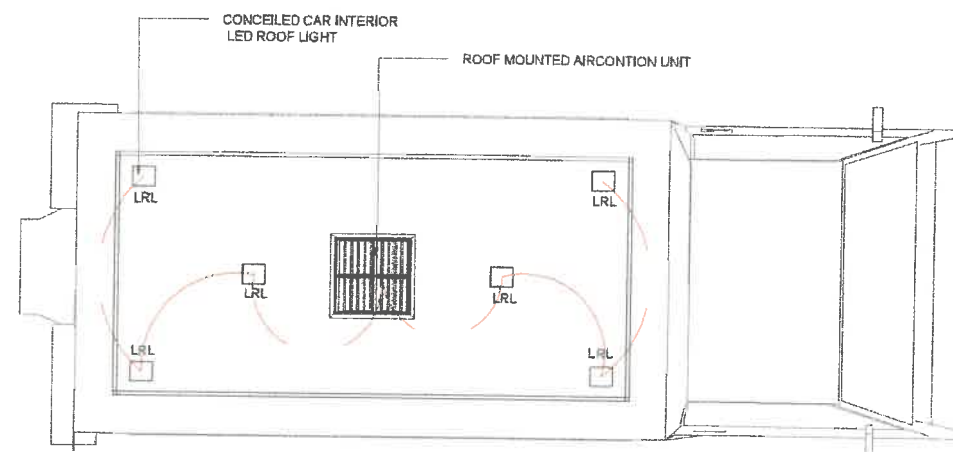 CONCEILED CAR INTERIOR
LED ROOF LIGHT
ROOF MOUNTED AIRCONTION UNIT
LRL
LRL
LRL
LRL
LRL
LRL